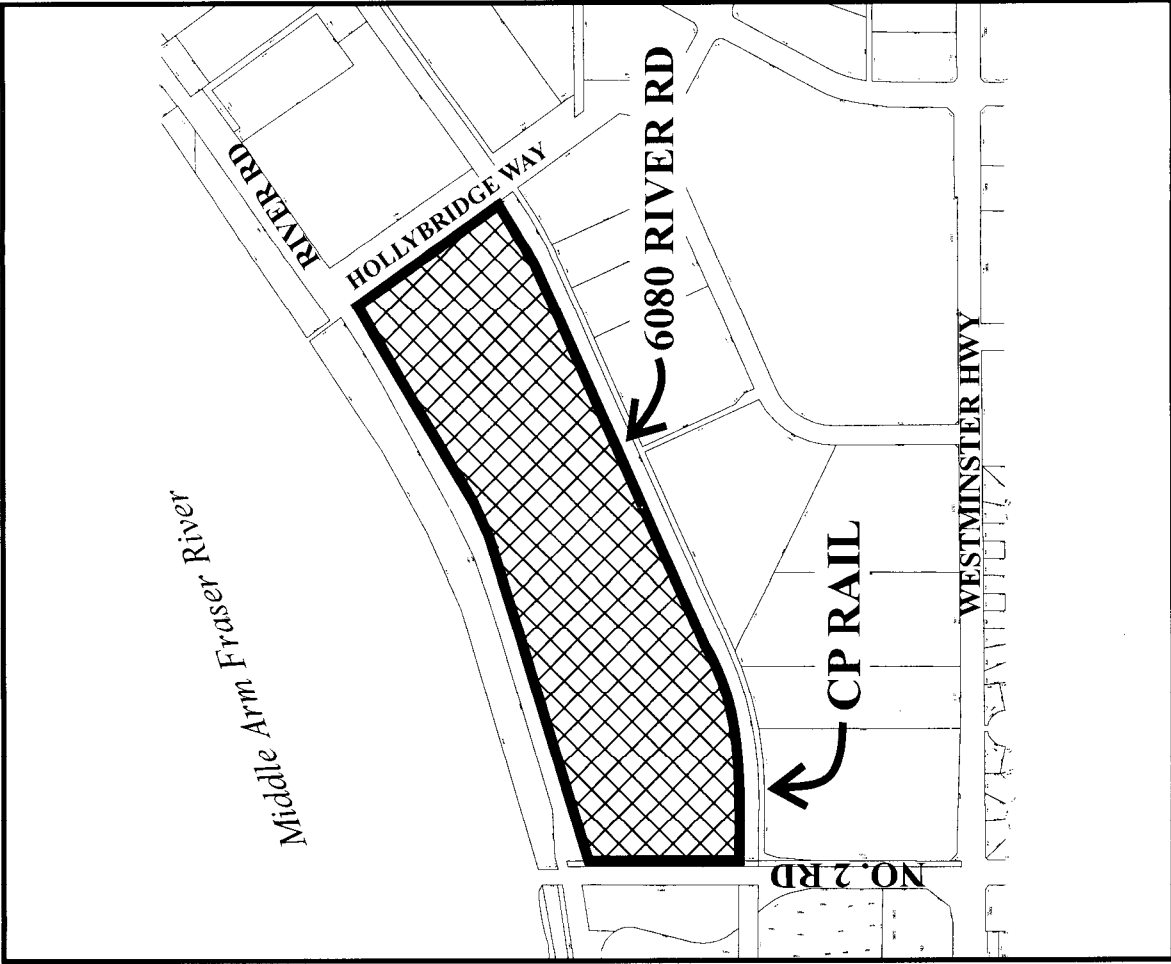 RIVER RD
HOLLYBRIDGE WAY
6080 RIVER RD
Middle Arm Fraser River
WESTMINSTER HWY
CP RAIL
NO. 2 RD